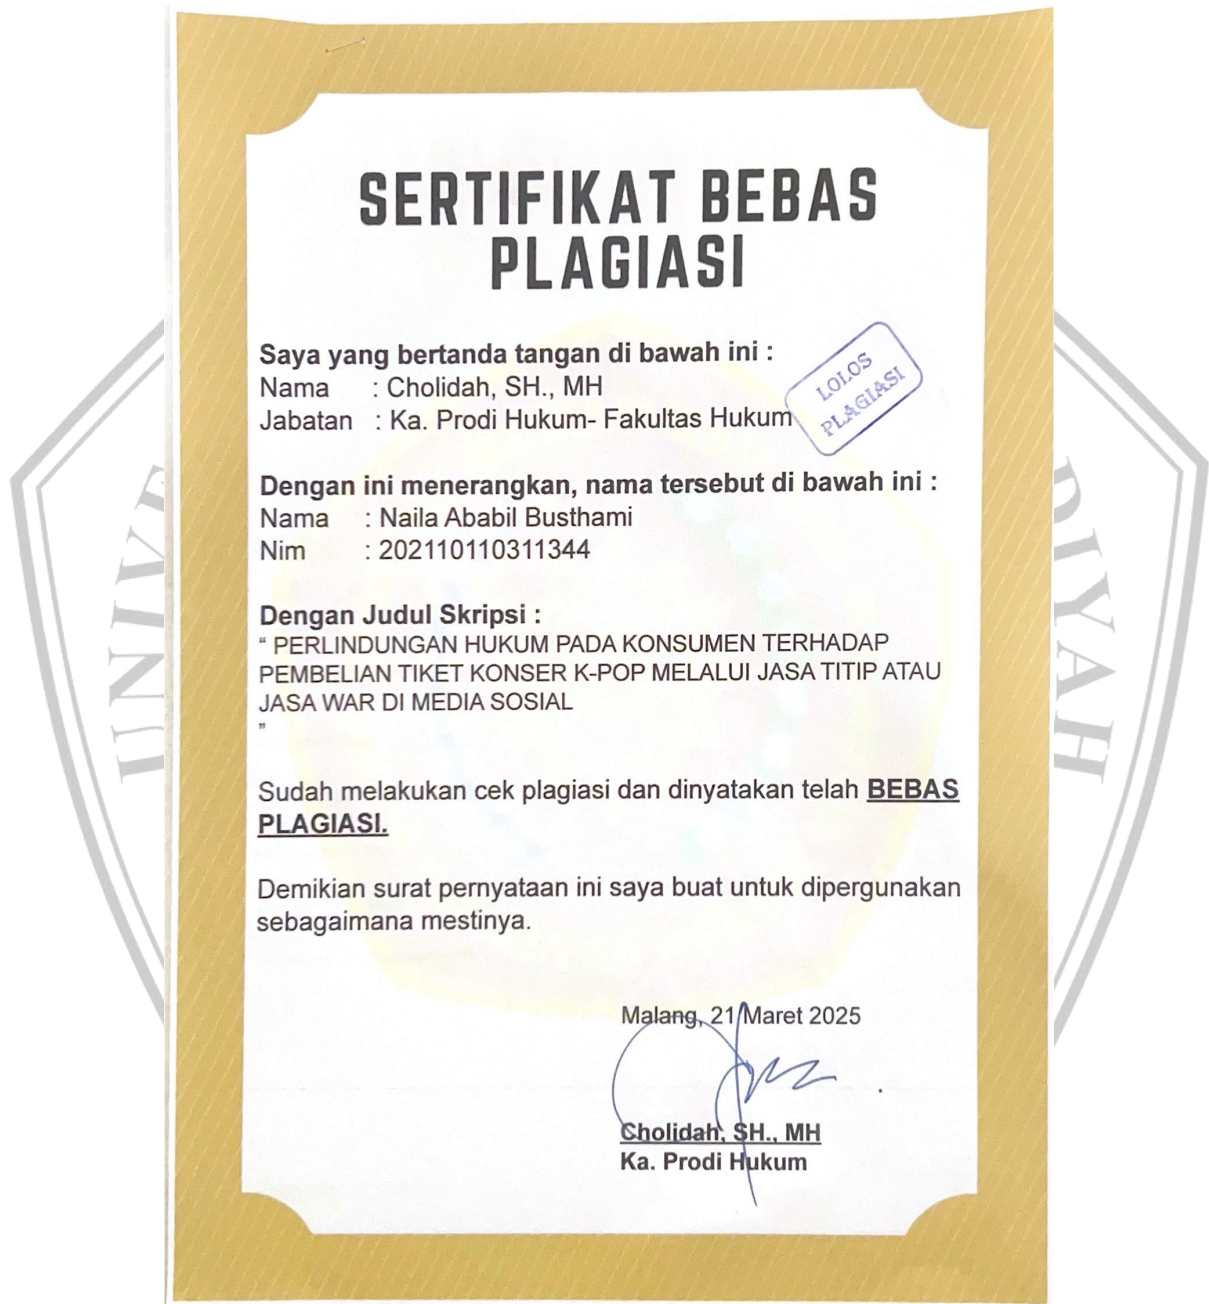 SERTIFIKAT BEBAS
PLAGIASI
Saya yang bertanda tangan di bawah ini :
Nama : Cholidah, SH., MH
Jabatan : Ka. Prodi Hukum- Fakultas Hukum
LOLOS
PLAGIASI
Dengan ini menerangkan, nama tersebut di bawah ini :
Nama : Naila Ababil Busthami
Nim : 202110110311344
Dengan Judul Skripsi :
“ PERLINDUNGAN HUKUM PADA KONSUMEN TERHADAP
PEMBELIAN TIKET KONSER K-POP MELALUI JASA TITIP ATAU
JASA WAR DI MEDIA SOSIAL
”
Sudah melakukan cek plagiasi dan dinyatakan telah BEBAS
PLAGIASI.
Demikian surat pernyataan ini saya buat untuk dipergunakan
sebagaimana mestinya.
Malang, 21 Maret 2025
Cholidah, SH., MH
Ka. Prodi Hukum
UNIVE
DIYAH